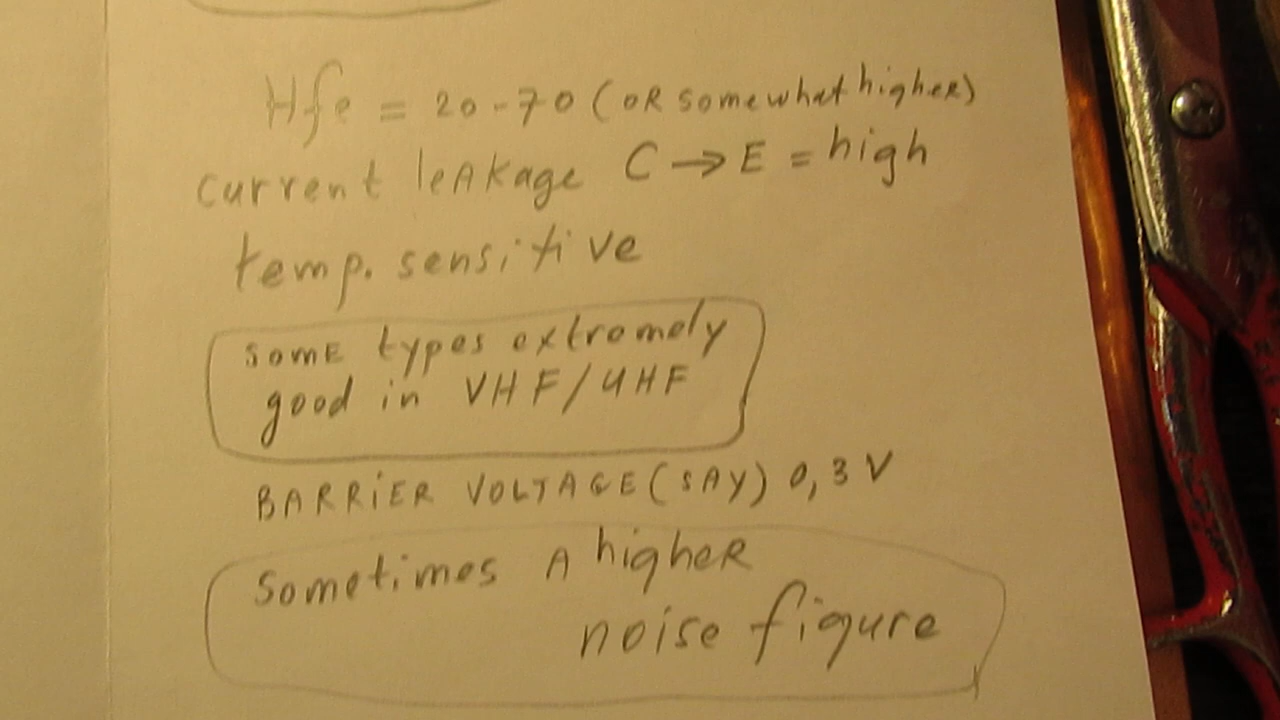 Hfe = 20-70 (OR somewhat higheR)
current leAkage C → E = high
temp. sensitive
somE types extremely
good in VHF/UHF
BARRiER VOLTAGE (SAY) 0,3 V
sometimes A higheR
noise figure